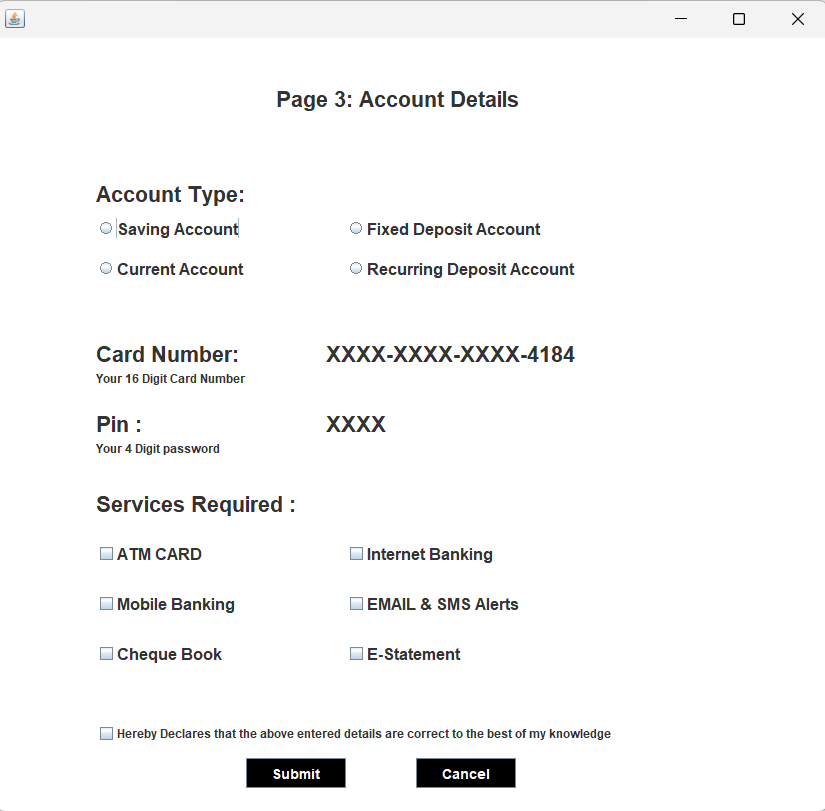 Page 3: Account Details
Account Type:
Saving Account
Fixed Deposit Account
Current Account
Recurring Deposit Account
Card Number:
XXXX-XXXX-XXXX-4184
Your 16 Digit Card Number
Pin :
XXXX
Your 4 Digit password
Services Required :
ATM CARD
Internet Banking
Mobile Banking
EMAIL & SMS Alerts
Cheque Book
E-Statement
Hereby Declares that the above entered details are correct to the best of my knowledge
Submit
Cancel